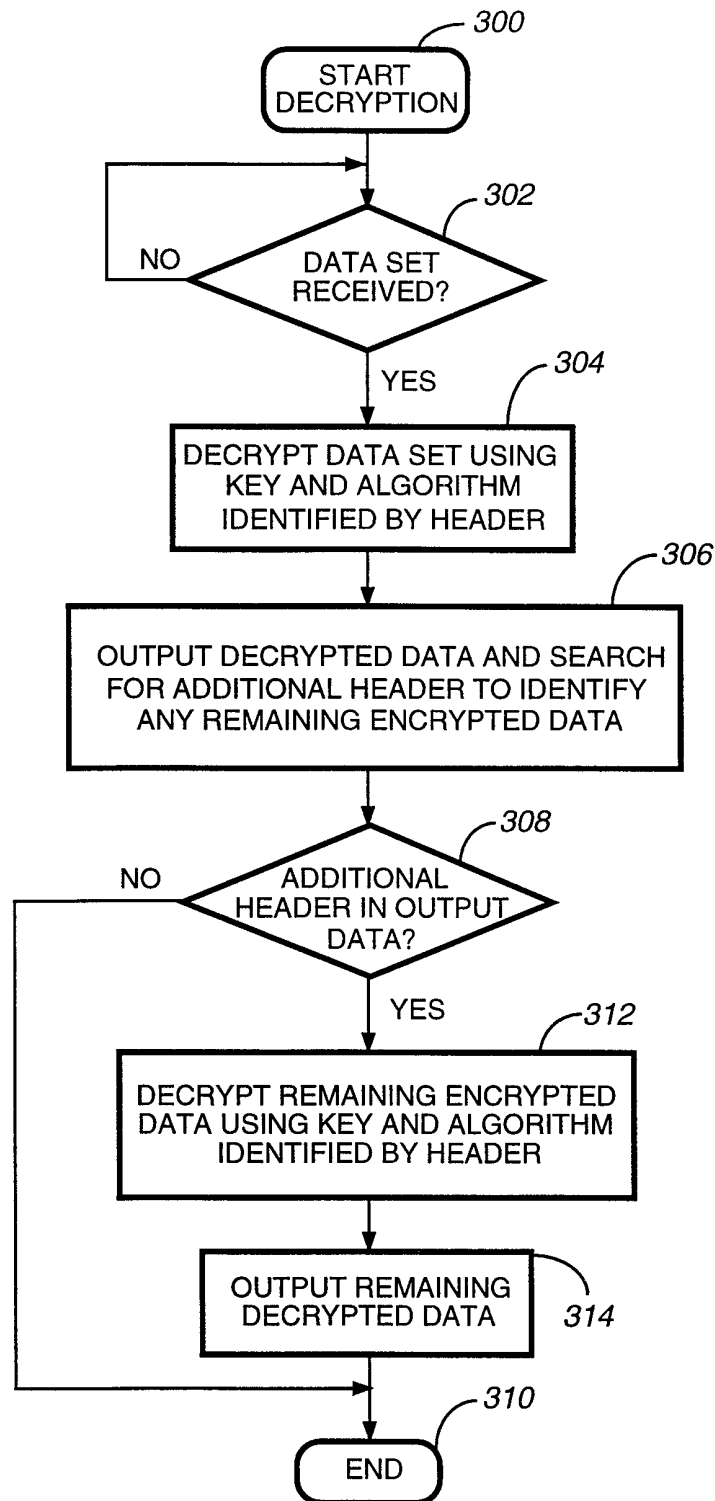 300
START
DECRYPTION
302
NO
DATA SET
RECEIVED?
YES
304
DECRYPT DATA SET USING
KEY AND ALGORITHM
IDENTIFIED BY HEADER
306
OUTPUT DECRYPTED DATA AND SEARCH
FOR ADDITIONAL HEADER TO IDENTIFY
ANY REMAINING ENCRYPTED DATA
308
NO
ADDITIONAL
HEADER IN OUTPUT
DATA?
YES
312
DECRYPT REMAINING ENCRYPTED
DATA USING KEY AND ALGORITHM
IDENTIFIED BY HEADER
OUTPUT REMAINING
DECRYPTED DATA
314
310
END